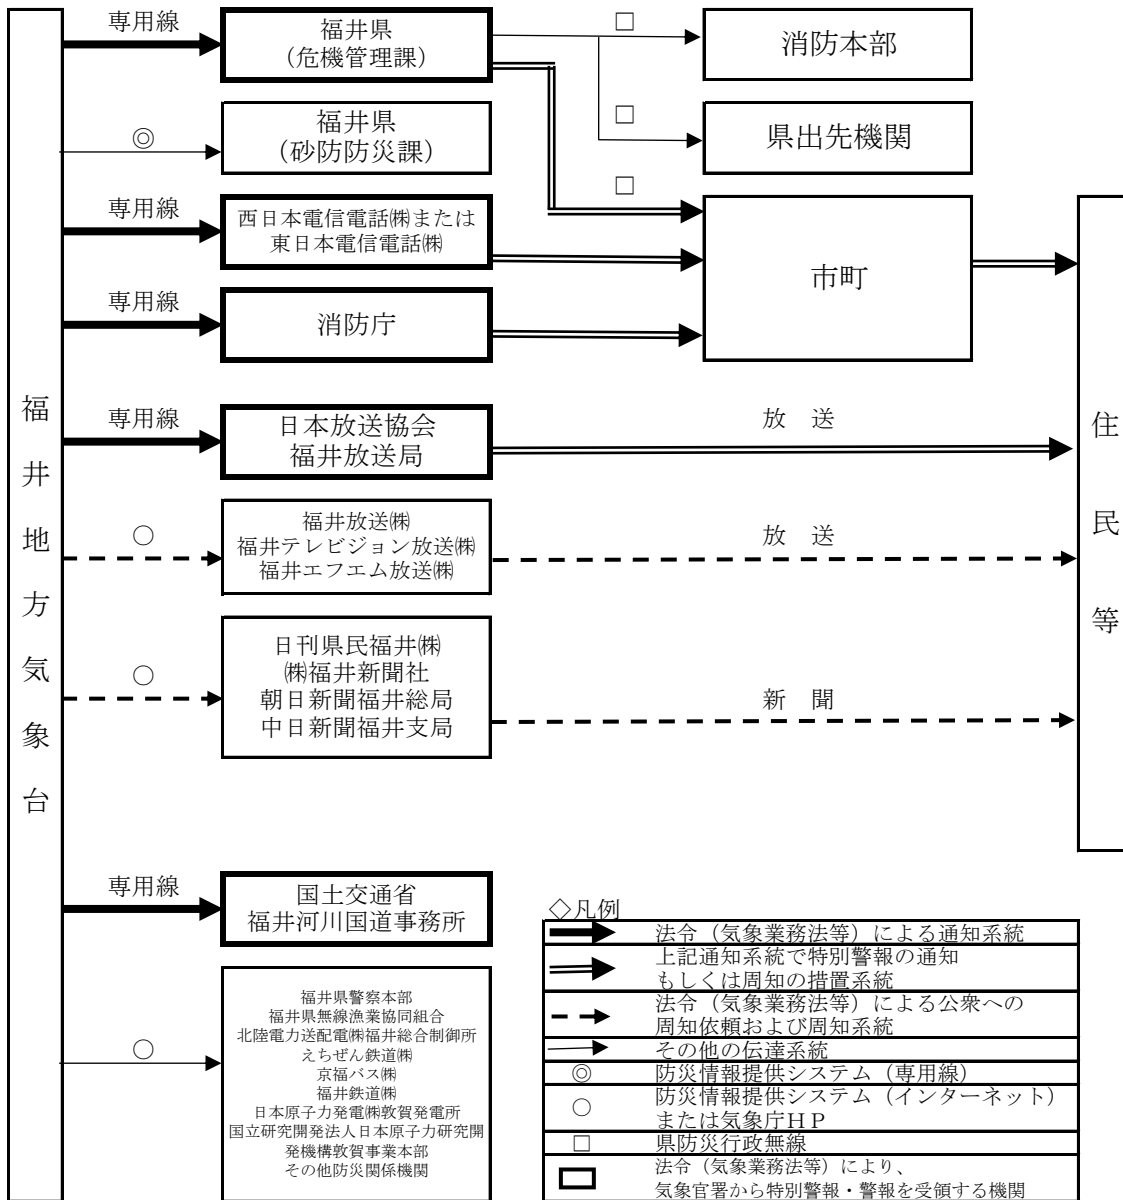 専用線
福井県
（危機管理課）
□
消防本部
◎
福井県
（砂防防災課）
□
県出先機関
専用線
西日本電信電話㈱または
東日本電信電話㈱
□
市町
専用線
消防庁
福井地方気象台
専用線
日本放送協会
福井放送局
放　送
住民等
○
福井放送㈱
福井テレビジョン放送㈱
福井エフエム放送㈱
放　送
○
日刊県民福井㈱
㈱福井新聞社
朝日新聞福井総局
中日新聞福井支局
新　聞
専用線
国土交通省
福井河川国道事務所
○
福井県警察本部
福井県無線漁業協同組合
北陸電力送配電㈱福井総合制御所
えちぜん鉄道㈱
京福バス㈱
福井鉄道㈱
日本原子力発電㈱敦賀発電所
国立研究開発法人日本原子力研究開
発機構敦賀事業本部
その他防災関係機関
◇凡例
法令（気象業務法等）による通知系統
上記通知系統で特別警報の通知
もしくは周知の措置系統
法令（気象業務法等）による公衆への
周知依頼および周知系統
その他の伝達系統
◎ 防災情報提供システム（専用線）
○ 防災情報提供システム（インターネット）
または気象庁ＨＰ
□ 県防災行政無線
法令（気象業務法等）により、
気象官署から特別警報・警報を受領する機関